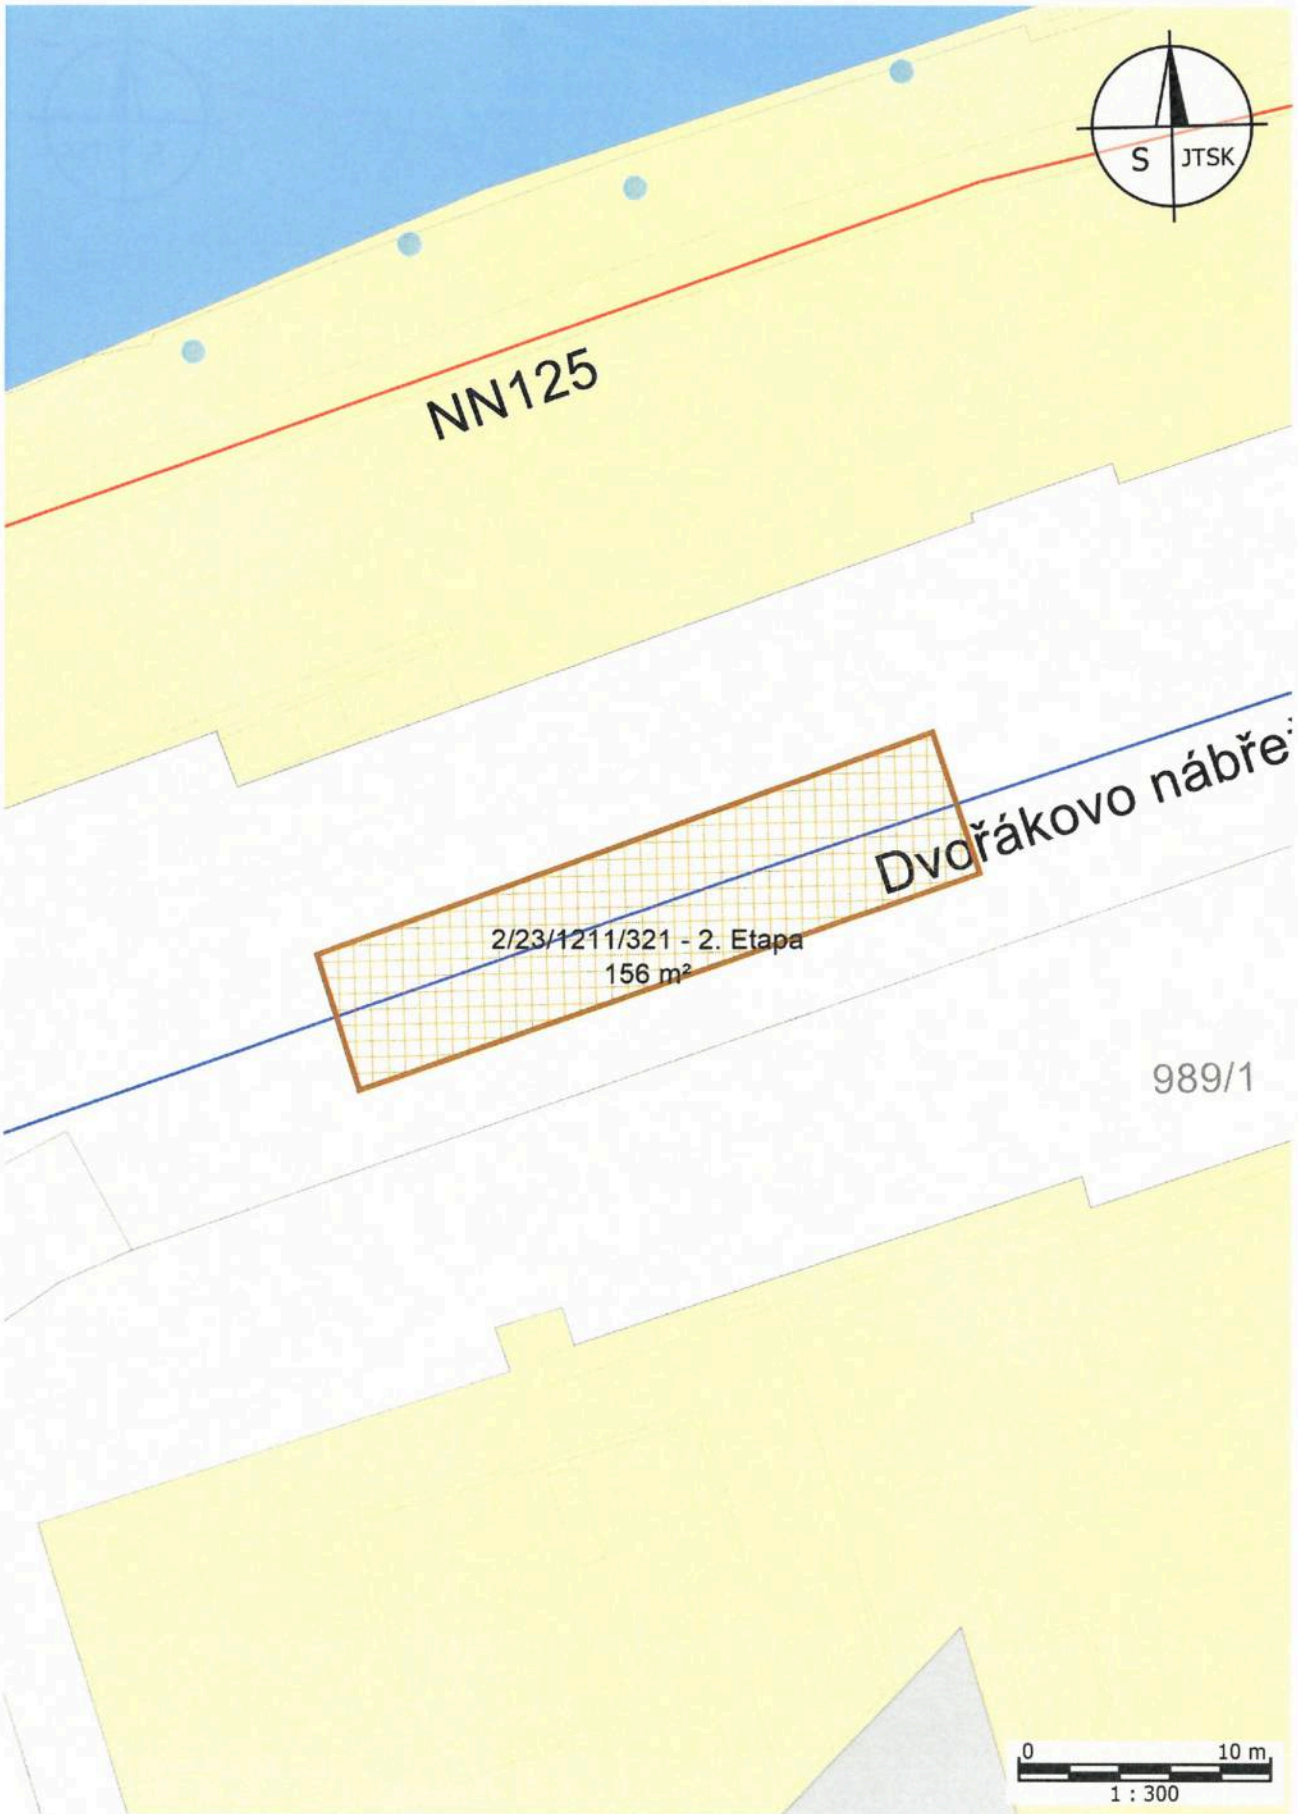 S JTSK
NN125
Dvořákovo nábře
2/23/1211/321 - 2. Etapa
156 m²
989/1
0 10 m
1 : 300